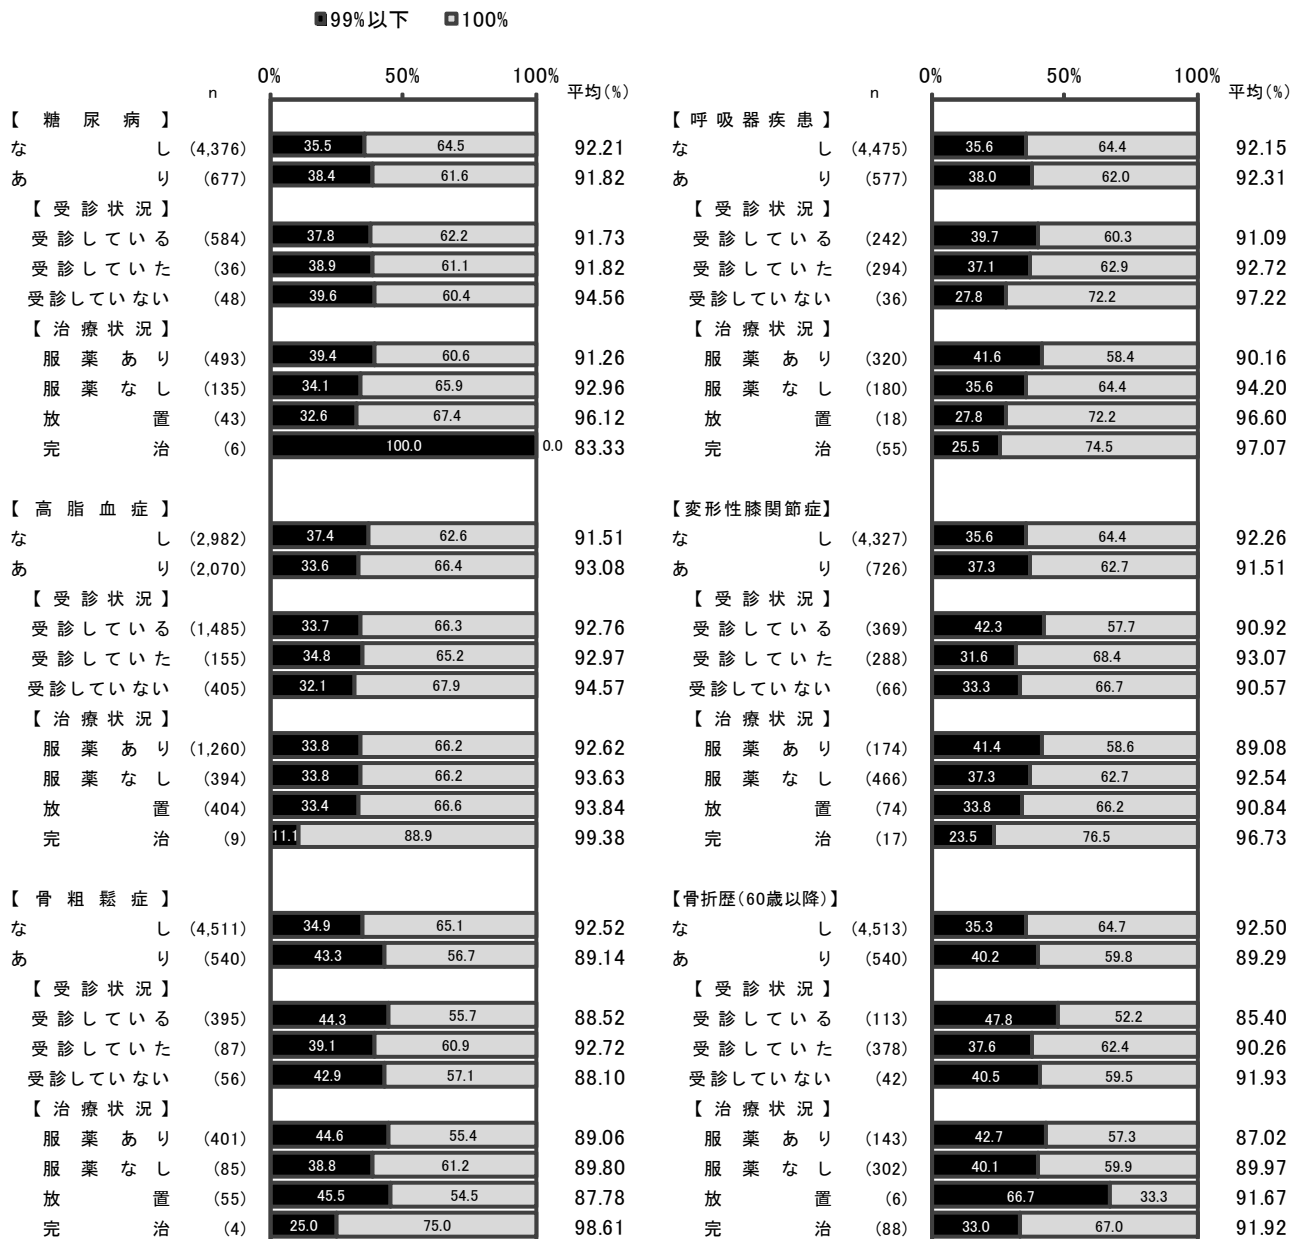 ■99%以下 □100%
0% 50% 100%
n 平均(%)
【糖尿病】
なし (4,376) 35.5 64.5 92.21
あり (677) 38.4 61.6 91.82
【受診状況】
受診している (584) 37.8 62.2 91.73
受診していた (36) 38.9 61.1 91.82
受診していない (48) 39.6 60.4 94.56
【治療状況】
服薬あり (493) 39.4 60.6 91.26
服薬なし (135) 34.1 65.9 92.96
放置 (43) 32.6 67.4 96.12
完治 (6) 100.0 0.0 83.33
【高脂血症】
なし (2,982) 37.4 62.6 91.51
あり (2,070) 33.6 66.4 93.08
【受診状況】
受診している (1,485) 33.7 66.3 92.76
受診していた (155) 34.8 65.2 92.97
受診していない (405) 32.1 67.9 94.57
【治療状況】
服薬あり (1,260) 33.8 66.2 92.62
服薬なし (394) 33.8 66.2 93.63
放置 (404) 33.4 66.6 93.84
完治 (9) 11.1 88.9 99.38
【骨粗鬆症】
なし (4,511) 34.9 65.1 92.52
あり (540) 43.3 56.7 89.14
【受診状況】
受診している (395) 44.3 55.7 88.52
受診していた (87) 39.1 60.9 92.72
受診していない (56) 42.9 57.1 88.10
【治療状況】
服薬あり (401) 44.6 55.4 89.06
服薬なし (85) 38.8 61.2 89.80
放置 (55) 45.5 54.5 87.78
完治 (4) 25.0 75.0 98.61
0% 50% 100%
n 平均(%)
【呼吸器疾患】
なし (4,475) 35.6 64.4 92.15
あり (577) 38.0 62.0 92.31
【受診状況】
受診している (242) 39.7 60.3 91.09
受診していた (294) 37.1 62.9 92.72
受診していない (36) 27.8 72.2 97.22
【治療状況】
服薬あり (320) 41.6 58.4 90.16
服薬なし (180) 35.6 64.4 94.20
放置 (18) 27.8 72.2 96.60
完治 (55) 25.5 74.5 97.07
【変形性膝関節症】
なし (4,327) 35.6 64.4 92.26
あり (726) 37.3 62.7 91.51
【受診状況】
受診している (369) 42.3 57.7 90.92
受診していた (288) 31.6 68.4 93.07
受診していない (66) 33.3 66.7 90.57
【治療状況】
服薬あり (174) 41.4 58.6 89.08
服薬なし (466) 37.3 62.7 92.54
放置 (74) 33.8 66.2 90.84
完治 (17) 23.5 76.5 96.73
【骨折歴(60歳以降)】
なし (4,513) 35.3 64.7 92.50
あり (540) 40.2 59.8 89.29
【受診状況】
受診している (113) 47.8 52.2 85.40
受診していた (378) 37.6 62.4 90.26
受診していない (42) 40.5 59.5 91.93
【治療状況】
服薬あり (143) 42.7 57.3 87.02
服薬なし (302) 40.1 59.9 89.97
放置 (6) 66.7 33.3 91.67
完治 (88) 33.0 67.0 91.92